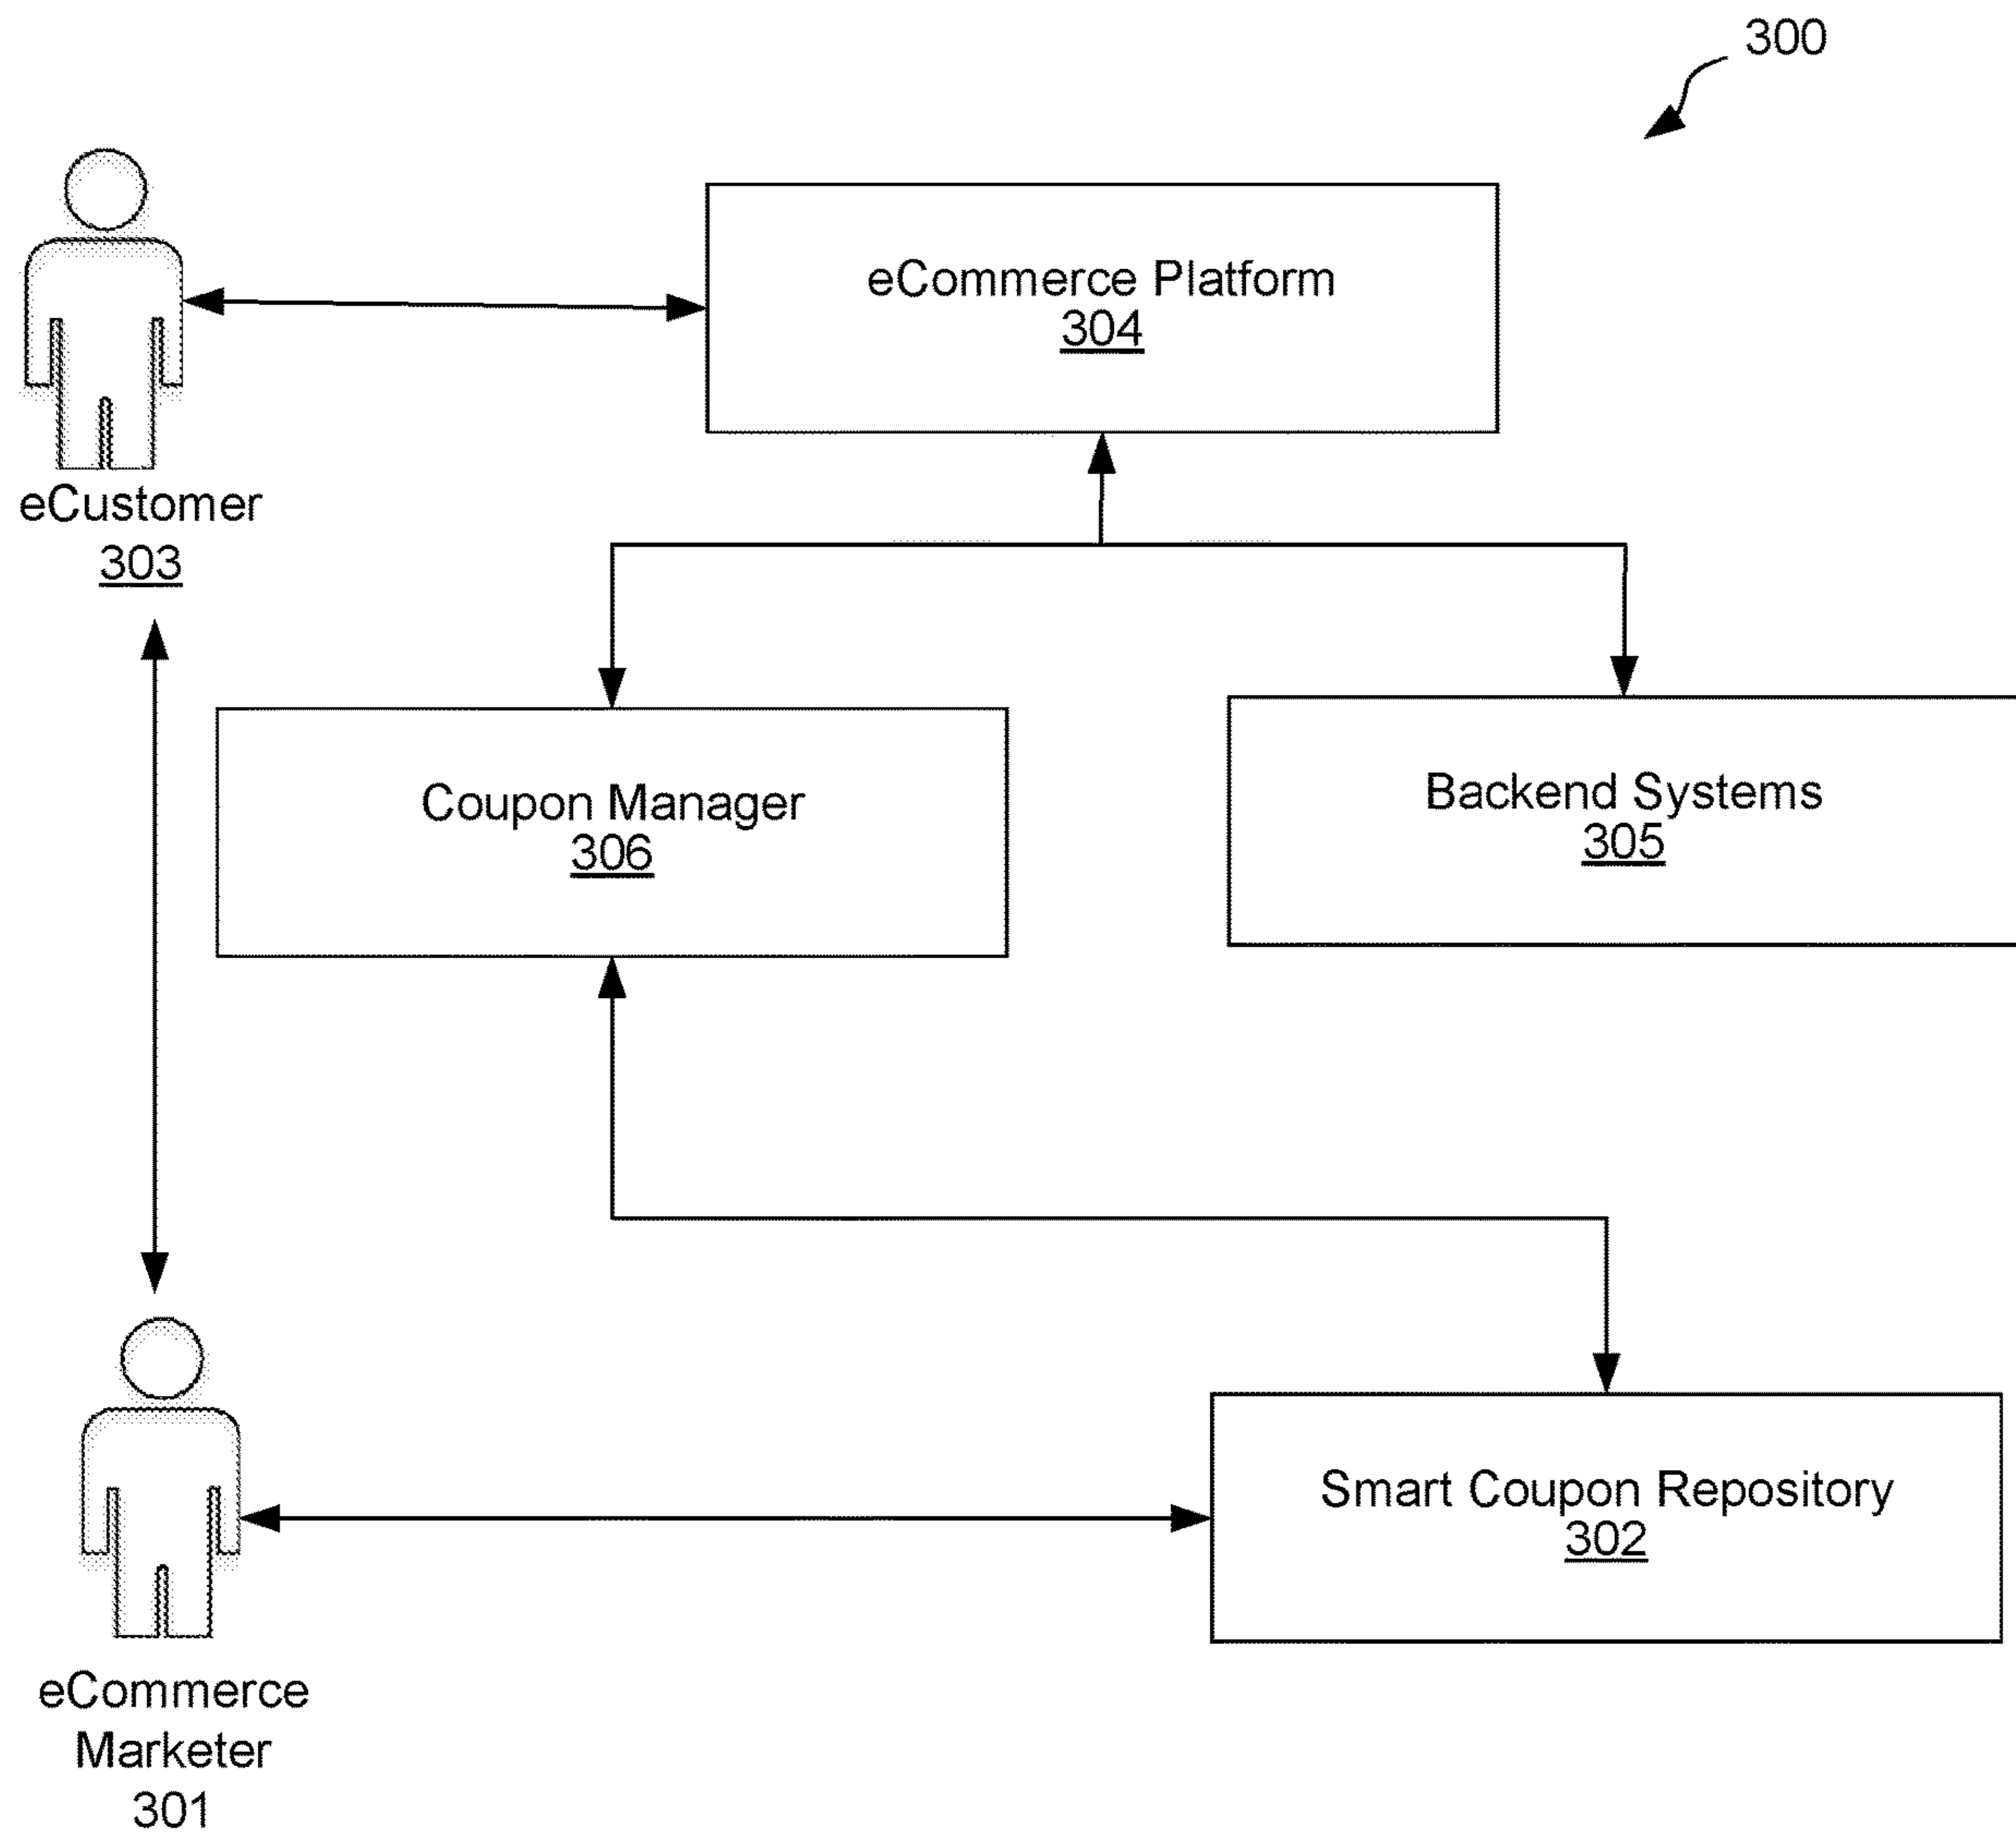 300
eCommerce Platform
304
eCustomer
303
Coupon Manager
306
Backend Systems
305
Smart Coupon Repository
302
eCommerce
Marketer
301